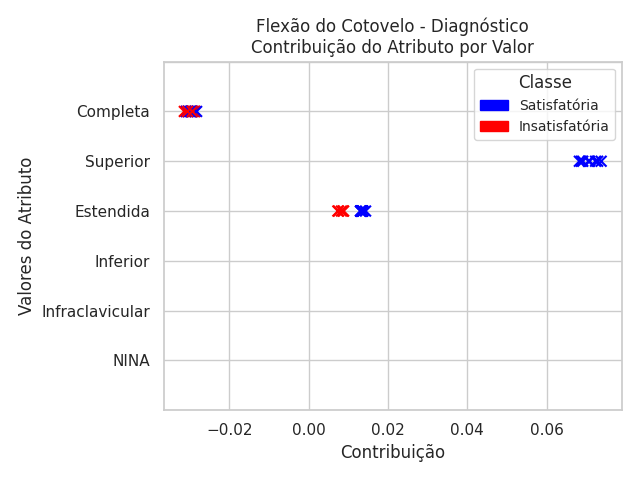 Flexão do Cotovelo - Diagnóstico
Contribuição do Atributo por Valor
Classe
Satisfatória
Insatisfatória
Valores do Atributo
Completa
Superior
Estendida
Inferior
Infraclavicular
NINA
−0.02 0.00 0.02 0.04 0.06
Contribuição